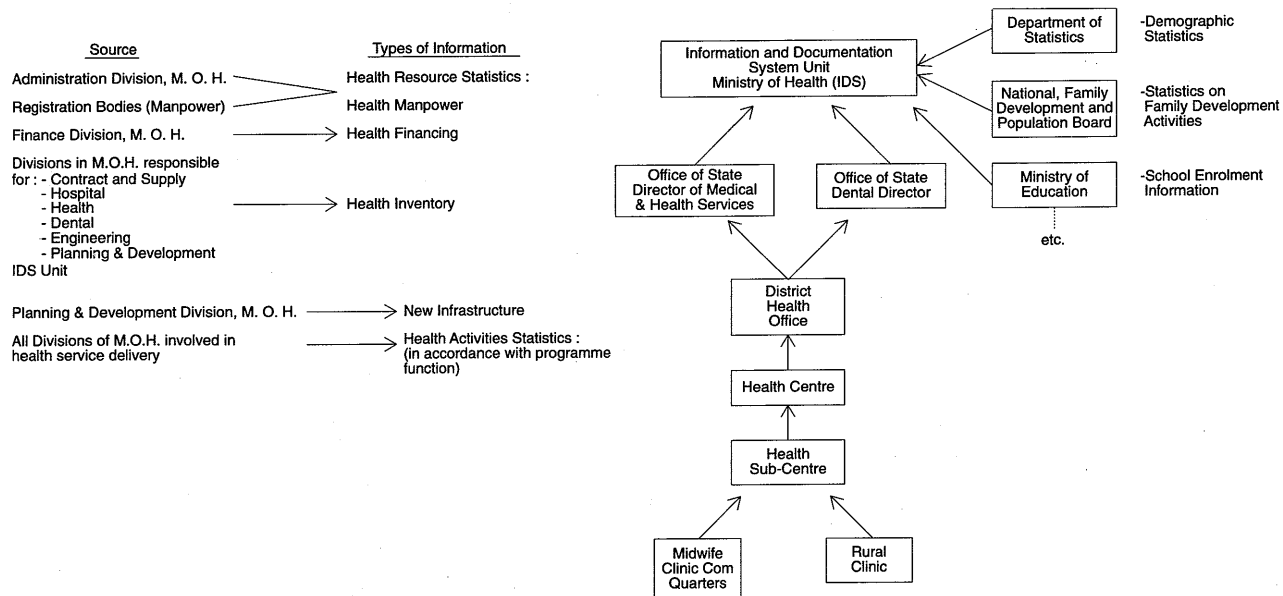 Source
Types of Information
Administration Division, M. O. H.
Registration Bodies (Manpower)
Health Resource Statistics :
Health Manpower
Finance Division, M. O. H.
Health Financing
Divisions in M.O.H. responsible
for : - Contract and Supply
- Hospital
- Health
- Dental
- Engineering
- Planning & Development
IDS Unit
Health Inventory
Planning & Development Division, M. O. H.
New Infrastructure
All Divisions of M.O.H. involved in
health service delivery
Health Activities Statistics :
(in accordance with programme
function)
Information and Documentation
System Unit
Ministry of Health (IDS)
Department of
Statistics
-Demographic
Statistics
National, Family
Development and
Population Board
-Statistics on
Family Development
Activities
Ministry of
Education
-School Enrolment
Information
etc.
Office of State
Director of Medical
& Health Services
Office of State
Dental Director
District
Health
Office
Health Centre
Health
Sub-Centre
Midwife
Clinic Com
Quarters
Rural
Clinic